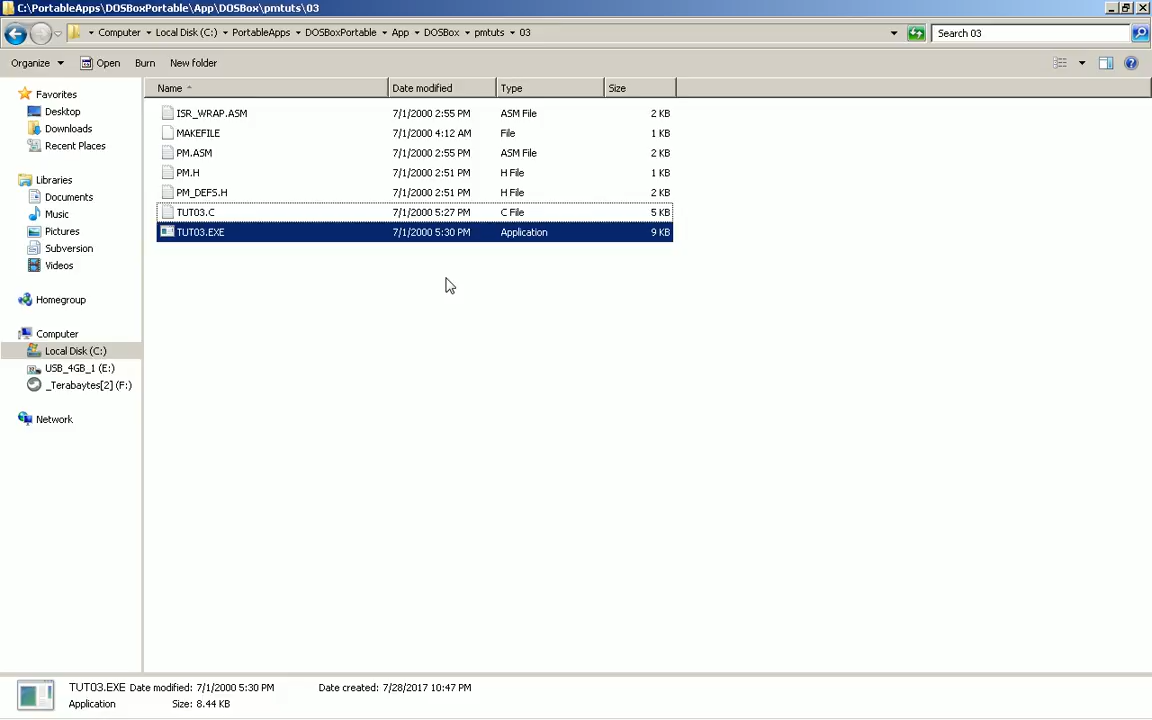 C:\PortableApps\DOSBoxPortable\App\DOSBox\pmtuts\03
Computer Local Disk (C:) PortableApps DOSBoxPortable App DOSBox pmtuts 03 Search 03
Organize Open Burn New folder
Name Date modified Type Size
Favorites
Desktop
Downloads
Recent Places
Libraries
Documents
Music
Pictures
Subversion
Videos
Homegroup
Computer
Local Disk (C:)
USB_4GB_1 (E:)
_Terabaytes[2] (F:)
Network
ISR_WRAP.ASM 7/1/2000 2:55 PM ASM File 2 KB
MAKEFILE 7/1/2000 4:12 AM File 1 KB
PM.ASM 7/1/2000 2:55 PM ASM File 2 KB
PM.H 7/1/2000 2:51 PM H File 1 KB
PM_DEFS.H 7/1/2000 2:51 PM H File 2 KB
TUT03.C 7/1/2000 5:27 PM C File 5 KB
TUT03.EXE 7/1/2000 5:30 PM Application 9 KB
TUT03.EXE Date modified: 7/1/2000 5:30 PM Date created: 7/28/2017 10:47 PM
Application Size: 8.44 KB